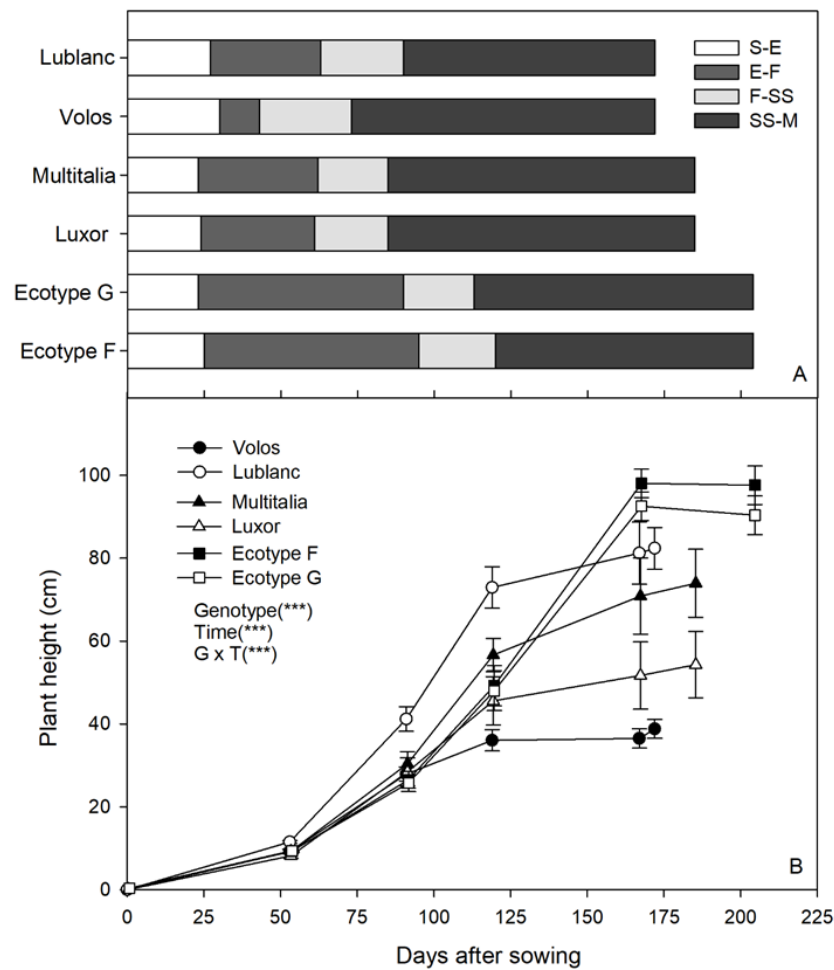 Lublanc
Volos
Multitalia
Luxor
Ecotype G
Ecotype F
S-E
E-F
F-SS
SS-M
A
Volos
Lublanc
Multitalia
Luxor
Ecotype F
Ecotype G
Genotype(***)
Time(***)
G x T(***)
Plant height (cm)
100
80
60
40
20
0
B
0 25 50 75 100 125 150 175 200 225
Days after sowing